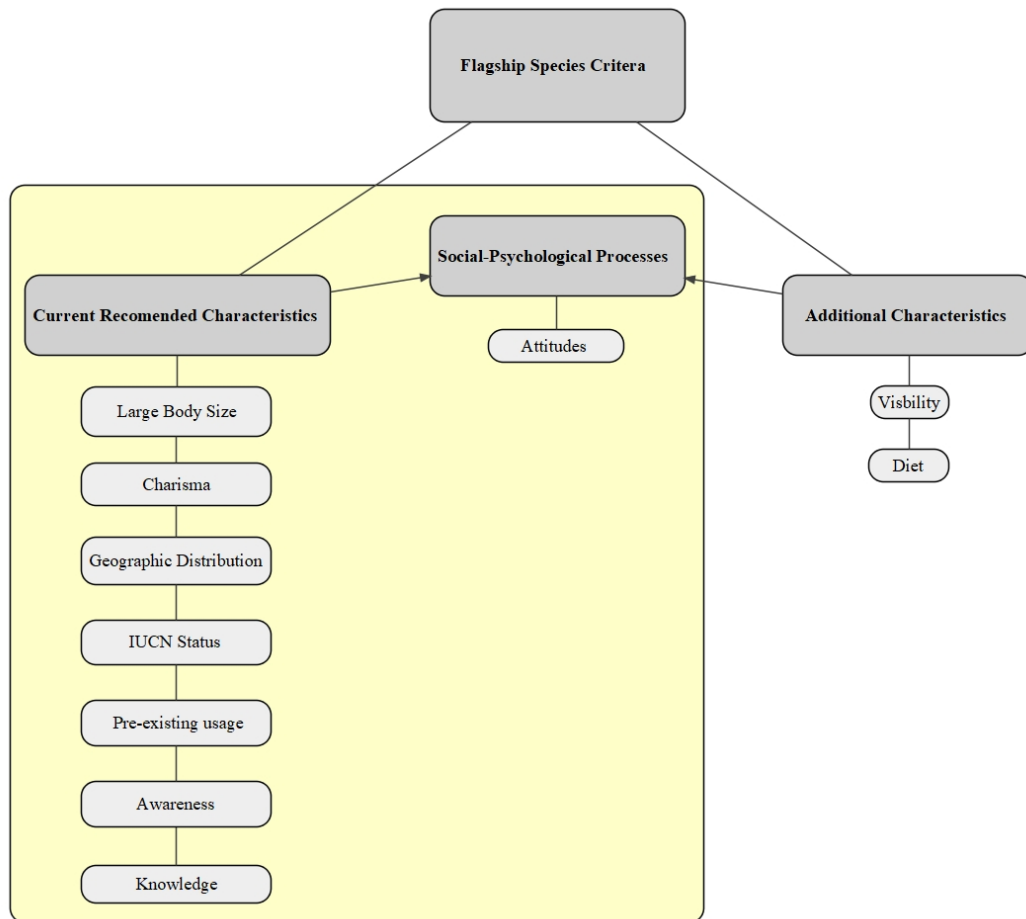 Flagship Species Critera
Social-Psychological Processes
Current Recomended Characteristics
Additional Characteristics
Attitudes
Large Body Size
Visbility
Charisma
Diet
Geographic Distribution
IUCN Status
Pre-existing usage
Awareness
Knowledge